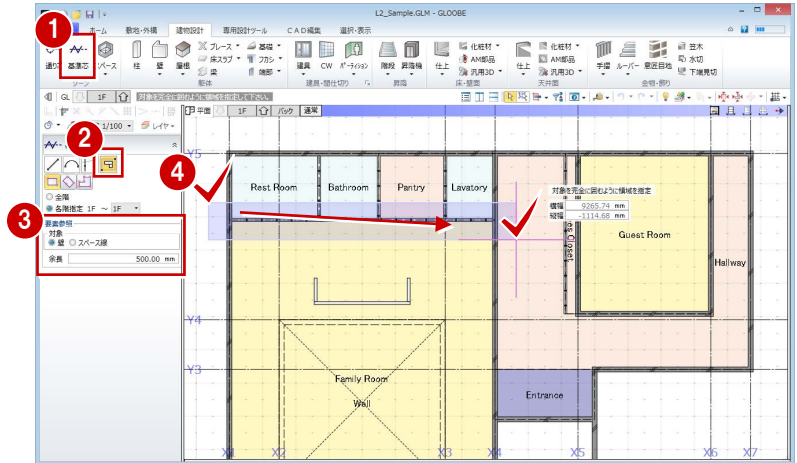 L2_Sample.GLM - GLOOBE
1
ホーム
敷地・外構
建物設計
専用設計ツール
CAD編集
選択・表示
通り芯
基準芯
スペース
柱
壁
屋根
ブレース
床スラブ
梁
基礎
フカシ
端部
建具
CW
パーティション
階段
昇降機
仕上
化粧材
AM部品
汎用3D
仕上
化粧材
AM部品
汎用3D
手摺
ルーバー
意匠目地
笠木
水切
下端見切
ゾーン
躯体
建具・間仕切り
昇降
床・壁面
天井面
金物・飾り
GL
1F
対象を完全に囲むように領域を指定してください
1/100
レイヤ
平面
1F
バック
通常
2
全階
各階指定 1F ～ 1F
3
要素参照
対象
壁
スペース線
余長
500.00 mm
4
Y5
Rest Room
Bathroom
Pantry
Lavatory
対象を完全に囲むように領域を指定
横幅
9265.74 mm
縦幅
-1114.68 mm
es Closet
Guest Room
Hallway
Y4
Y3
Family Room
Wall
Entrance
X1
X2
X3
X4
X5
X6
X7